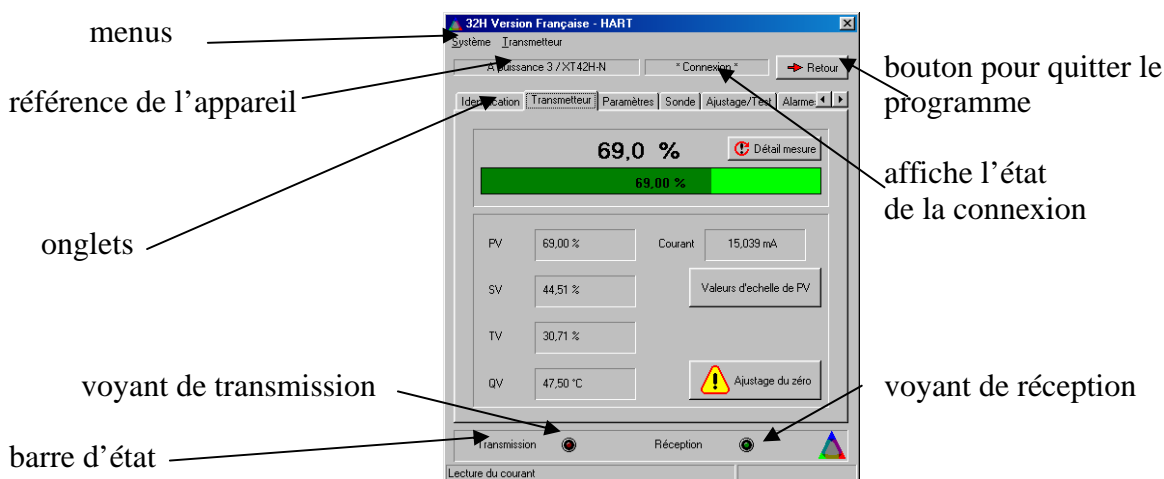 menus
référence de l'appareil
onglets
voyant de transmission
barre d'état
32H Version Française - HART
Système Transmetteur
A puissance 3 / XT42H-N * Connexion * Retour
Identification Transmetteur Paramètres Sonde Ajustage/Test Alarme
69,0 % Détail mesure
69,00 %
PV 69,00 % Courant 15,039 mA
SV 44,51 % Valeurs d'echelle de PV
TV 30,71 %
QV 47,50 °C Ajustage du zéro
Transmission Réception
Lecture du courant
bouton pour quitter le
programme
affiche l'état
de la connexion
voyant de réception